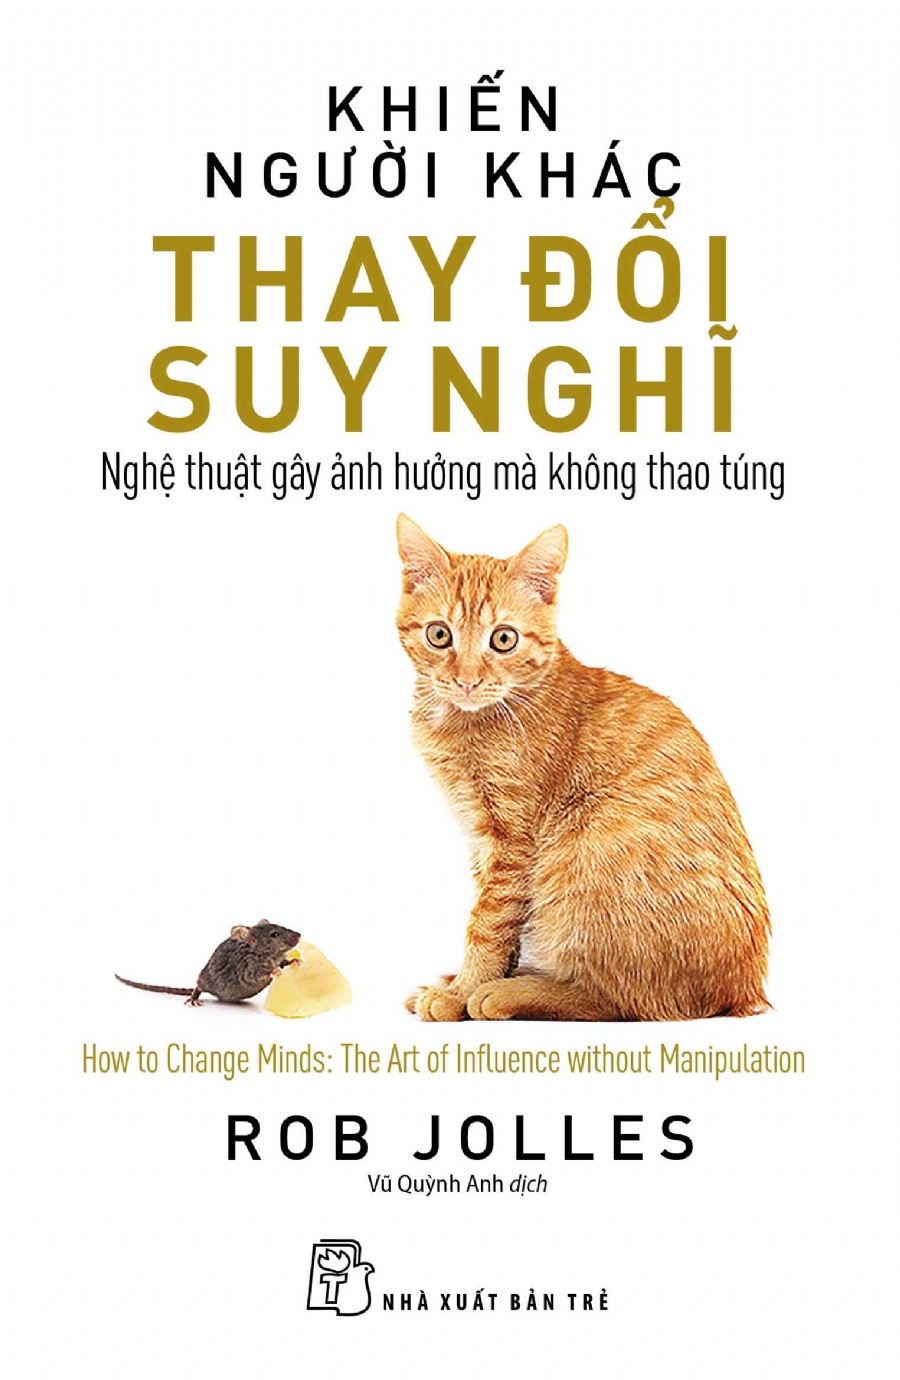 KHIẾN
NGƯỜI KHÁC
THAY ĐỔI
SUY NGHĨ
Nghệ thuật gây ảnh hưởng mà không thao túng
How to Change Minds: The Art of Influence without Manipulation
ROB JOLLES
Vũ Quỳnh Anh dịch
T
NHÀ XUẤT BẢN TRẺ